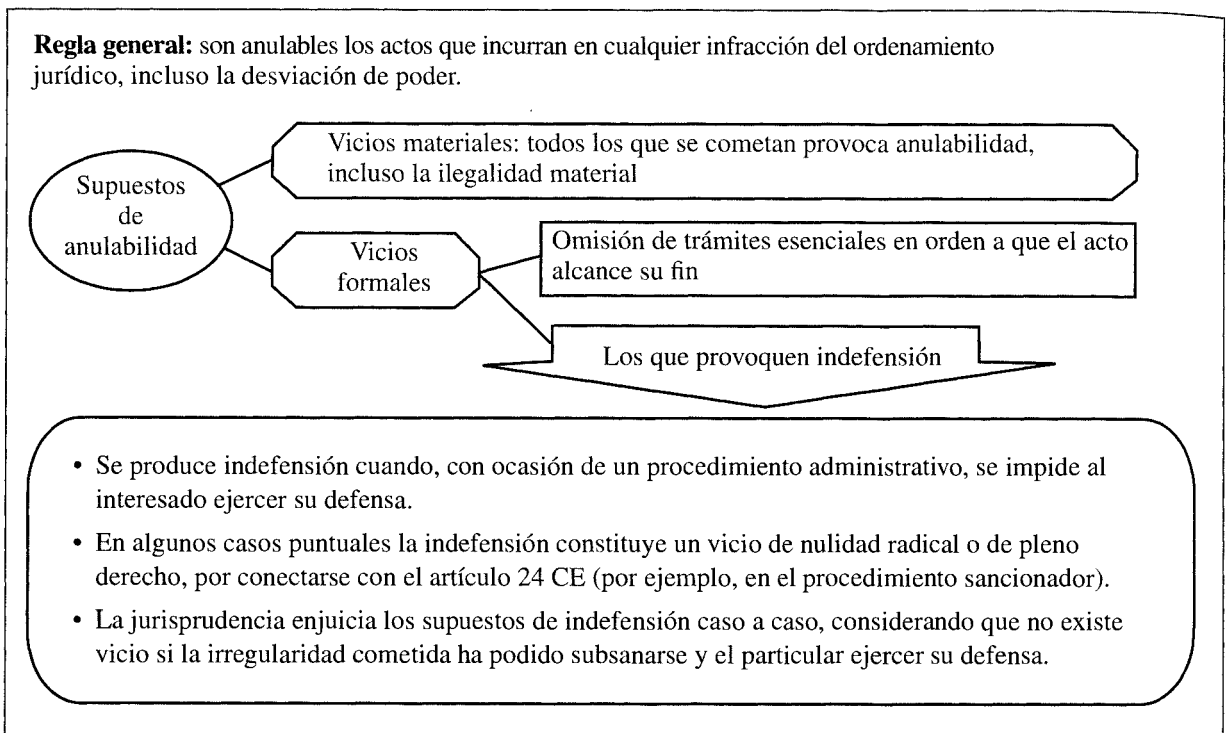 Regla general: son anulables los actos que incurran en cualquier infracción del ordenamiento
jurídico, incluso la desviación de poder.
Supuestos
de
anulabilidad
Vicios materiales: todos los que se cometan provoca anulabilidad,
incluso la ilegalidad material
Vicios
formales
Omisión de trámites esenciales en orden a que el acto
alcance su fin
Los que provoquen indefensión
• Se produce indefensión cuando, con ocasión de un procedimiento administrativo, se impide al
interesado ejercer su defensa.
• En algunos casos puntuales la indefensión constituye un vicio de nulidad radical o de pleno
derecho, por conectarse con el artículo 24 CE (por ejemplo, en el procedimiento sancionador).
• La jurisprudencia enjuicia los supuestos de indefensión caso a caso, considerando que no existe
vicio si la irregularidad cometida ha podido subsanarse y el particular ejercer su defensa.